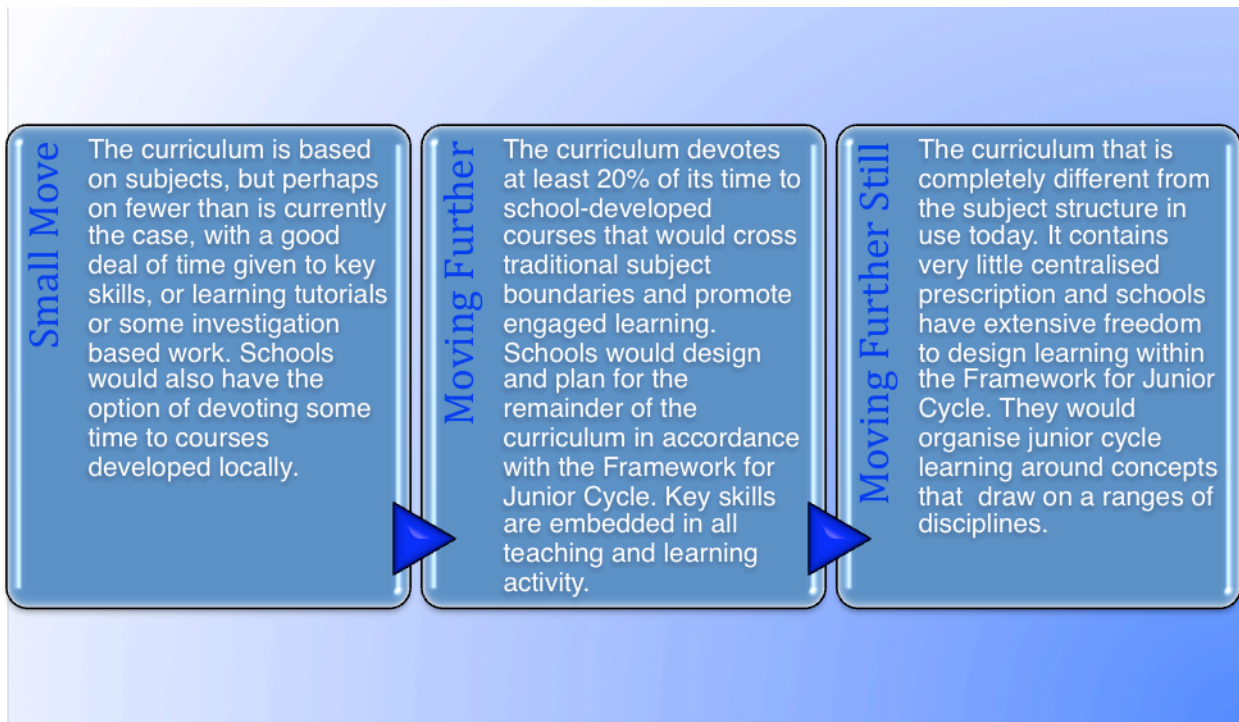 Small Move
The curriculum is based
on subjects, but perhaps
on fewer than is currently
the case, with a good
deal of time given to key
skills, or learning tutorials
or some investigation
based work. Schools
would also have the
option of devoting some
time to courses
developed locally.
Moving Further
The curriculum devotes
at least 20% of its time to
school-developed
courses that would cross
traditional subject
boundaries and promote
engaged learning.
Schools would design
and plan for the
remainder of the
curriculum in accordance
with the Framework for
Junior Cycle. Key skills
are embedded in all
teaching and learning
activity.
Moving Further Still
The curriculum that is
completely different from
the subject structure in
use today. It contains
very little centralised
prescription and schools
have extensive freedom
to design learning within
the Framework for Junior
Cycle. They would
organise junior cycle
learning around concepts
that  draw on a ranges of
disciplines.